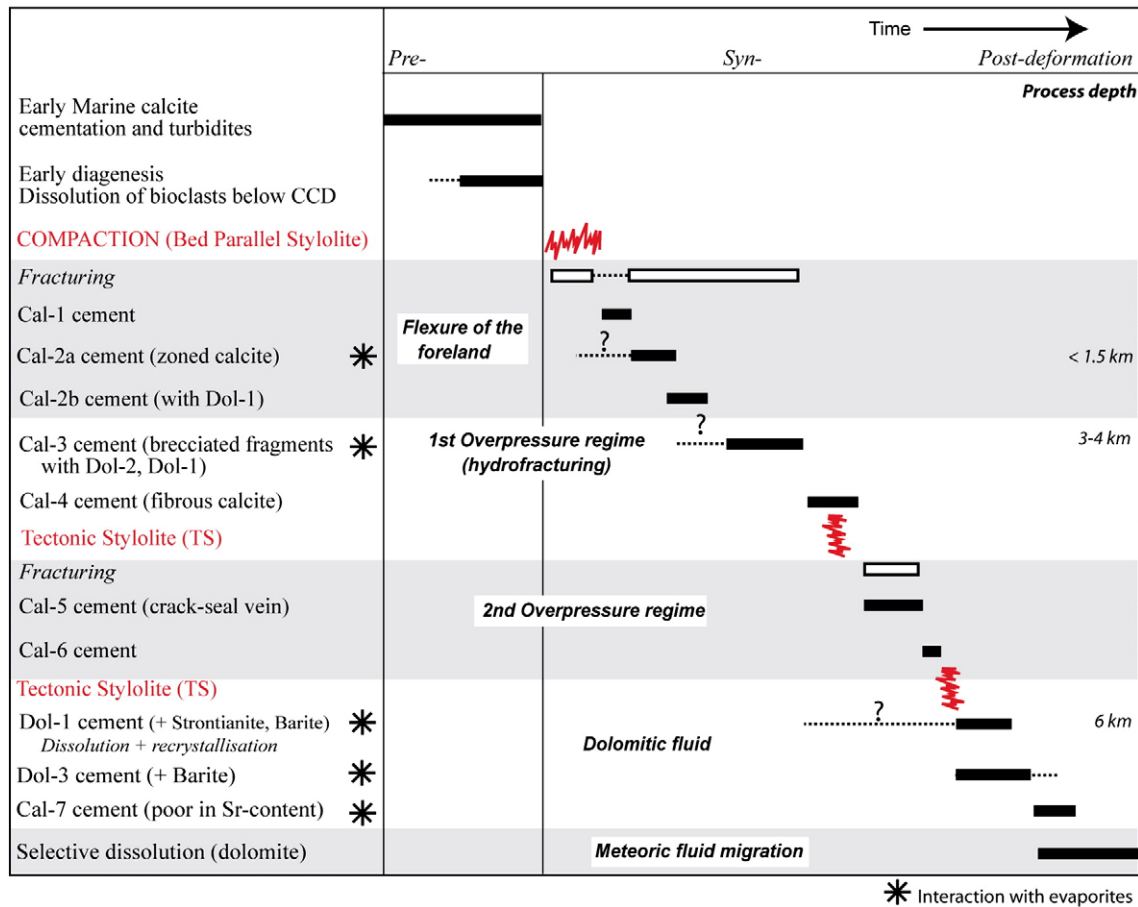 Time
Pre-
Syn-
Post-deformation
Process depth
Early Marine calcite
cementation and turbidites
Early diagenesis
Dissolution of bioclasts below CCD
COMPACTION (Bed Parallel Stylolite)
Fracturing
Cal-1 cement
Flexure of the
foreland
Cal-2a cement (zoned calcite)
?
< 1.5 km
Cal-2b cement (with Dol-1)
?
Cal-3 cement (brecciated fragments
with Dol-2, Dol-1)
1st Overpressure regime
(hydrofracturing)
3-4 km
Cal-4 cement (fibrous calcite)
Tectonic Stylolite (TS)
Fracturing
Cal-5 cement (crack-seal vein)
2nd Overpressure regime
Cal-6 cement
Tectonic Stylolite (TS)
Dol-1 cement (+ Strontianite, Barite)
Dissolution + recrystallisation
?
6 km
Dolomitic fluid
Dol-3 cement (+ Barite)
Cal-7 cement (poor in Sr-content)
Selective dissolution (dolomite)
Meteoric fluid migration
Interaction with evaporites